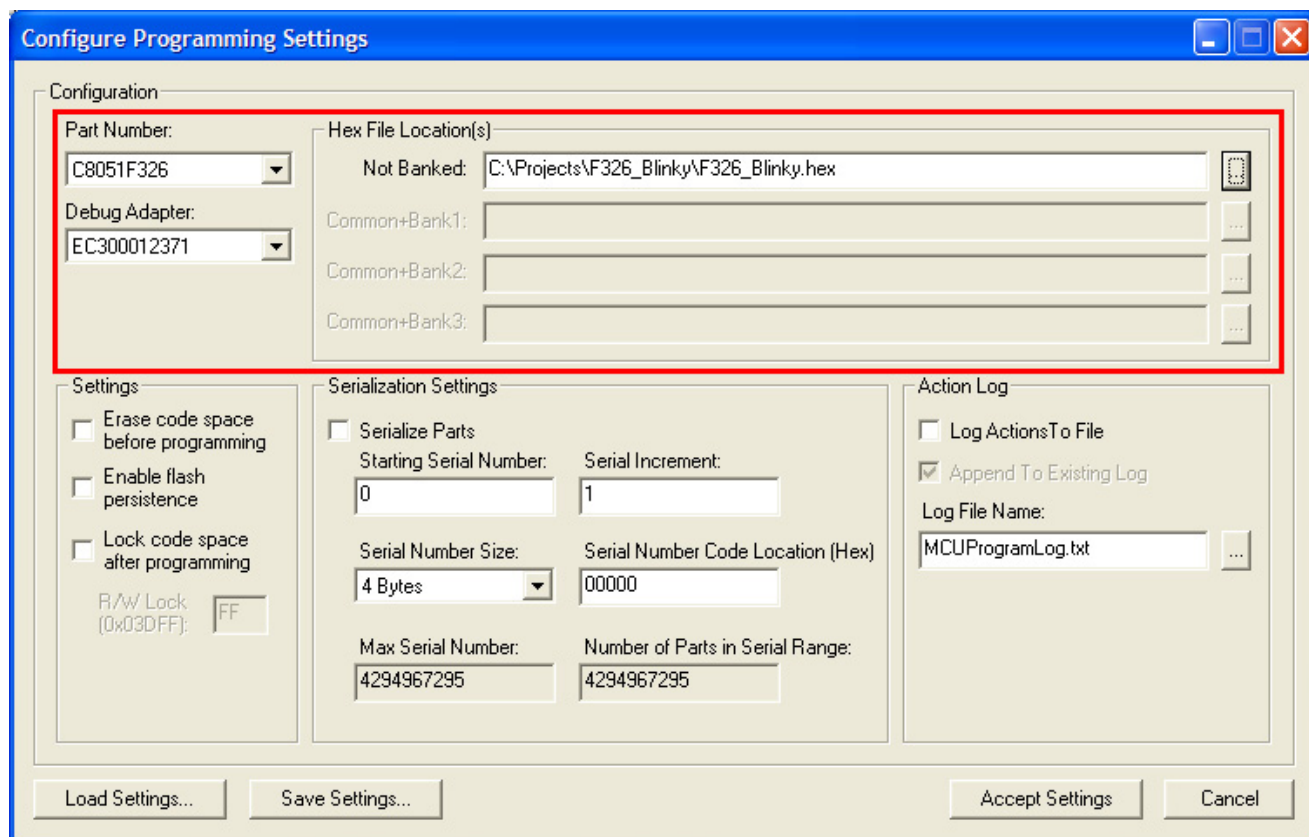 Configure Programming Settings
Configuration
Part Number:
C8051F326
Debug Adapter:
EC300012371
Hex File Location(s)
Not Banked: C:\Projects\F326_Blinky\F326_Blinky.hex
Common+Bank1: ...
Common+Bank2: ...
Common+Bank3: ...
Settings
Erase code space
before programming
Enable flash
persistence
Lock code space
after programming
R/W Lock
(0x03DFF): FF
Serialization Settings
Serialize Parts
Starting Serial Number: Serial Increment:
0 1
Serial Number Size: Serial Number Code Location (Hex)
4 Bytes 00000
Max Serial Number: Number of Parts in Serial Range:
4294967295 4294967295
Action Log
Log ActionsTo File
Append To Existing Log
Log File Name:
MCUProgramLog.txt ...
Load Settings... Save Settings... Accept Settings Cancel